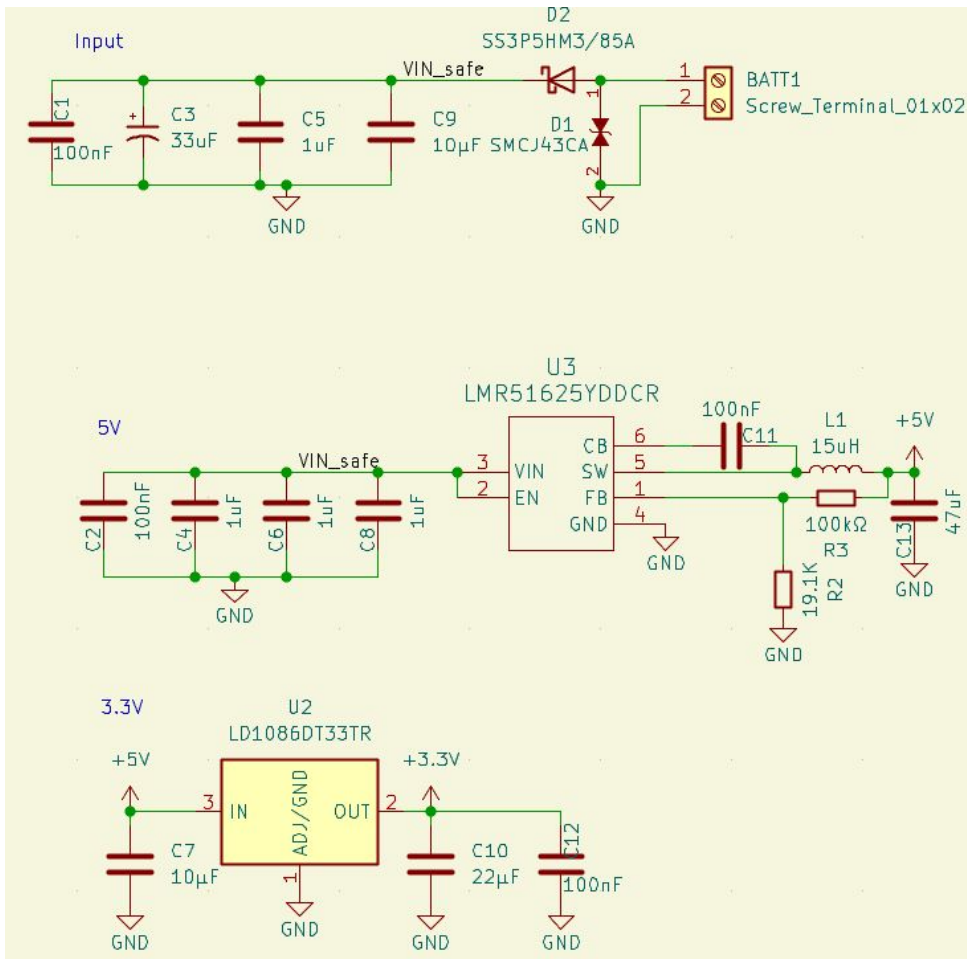 Input
D2
SS3P5HM3/85A
VIN_safe
C1
100nF
+
C3
33uF
C5
1uF
C9
10µF
1
D1
SMCJ43CA
2
1
2
BATT1
Screw_Terminal_01x02
GND
GND
5V
VIN_safe
C2
100nF
C4
1uF
C6
1uF
C8
1uF
GND
U3
LMR51625YDDCR
3
VIN
2
EN
CB
6
SW
5
FB
1
GND
4
GND
100nF
C11
L1
15uH
+5V
100kΩ
R3
C13
47uF
GND
19.1K
R2
GND
3.3V
+5V
C7
10µF
GND
U2
LD1086DT33TR
3
IN
ADJ/GND
OUT
2
1
GND
+3.3V
C10
22µF
GND
C12
100nF
GND